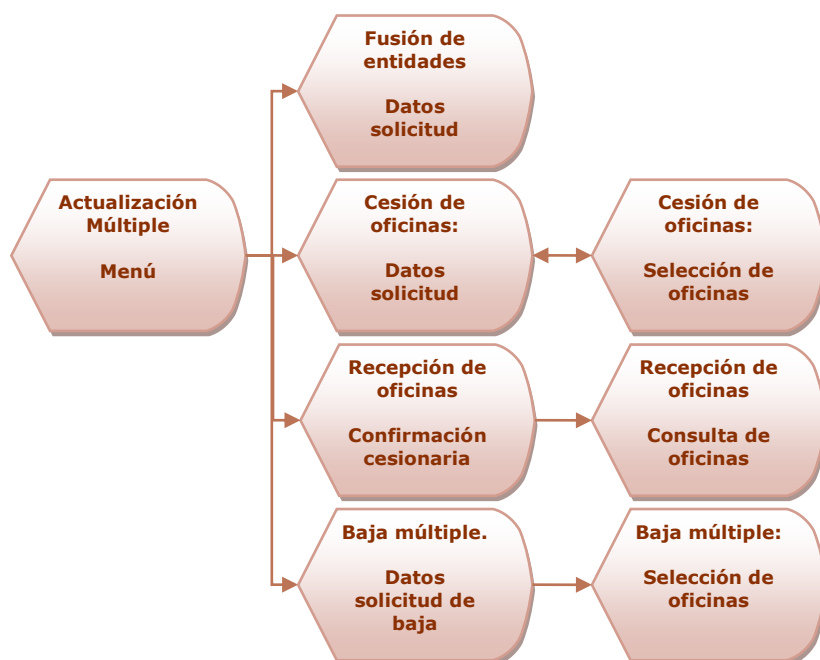 Fusión de
entidades
Datos
solicitud
Actualización
Múltiple
Menú
Cesión de
oficinas:
Datos
solicitud
Cesión de
oficinas:
Selección de
oficinas
Recepción de
oficinas
Confirmación
cesionaria
Recepción de
oficinas
Consulta de
oficinas
Baja múltiple.
Datos
solicitud de
baja
Baja múltiple:
Selección de
oficinas